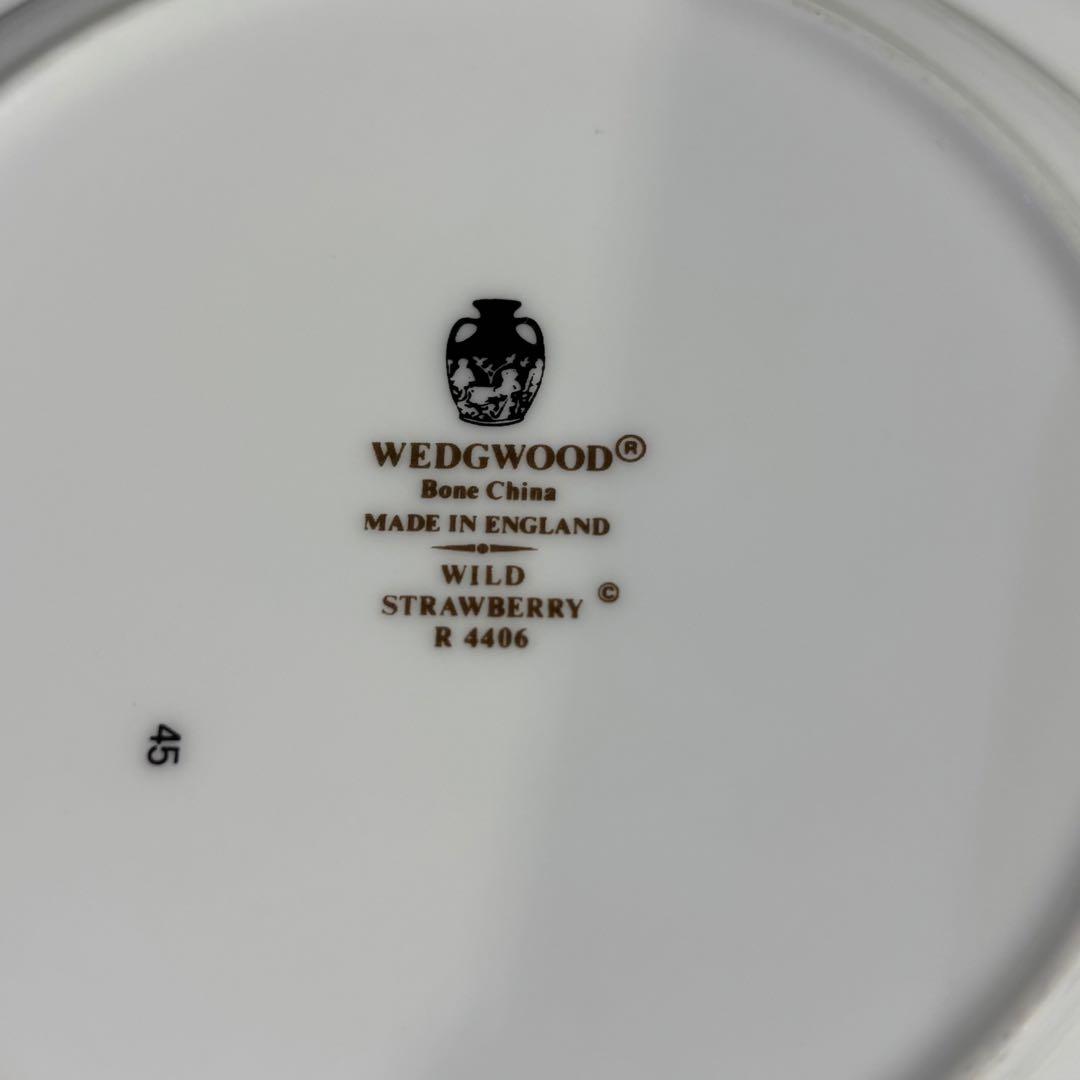 WEDGWOOD®
Bone China
MADE IN ENGLAND
WILD
STRAWBERRY ©
R 4406
45